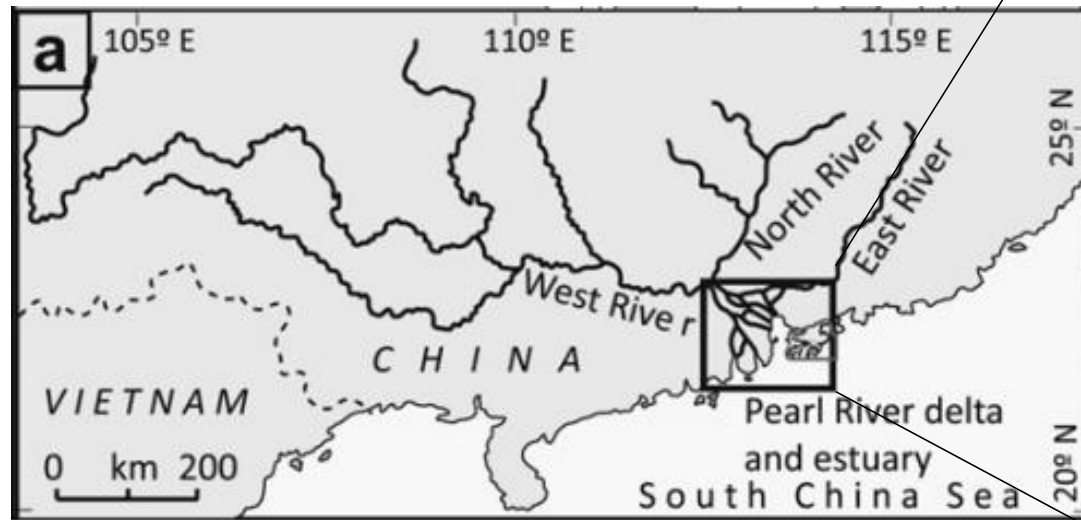 a
105º E
110º E
115º E
25º N
North River
East River
West Rive r
CHINA
VIETNAM
Pearl River delta
and estuary
0 km 200
South China Sea
20º N